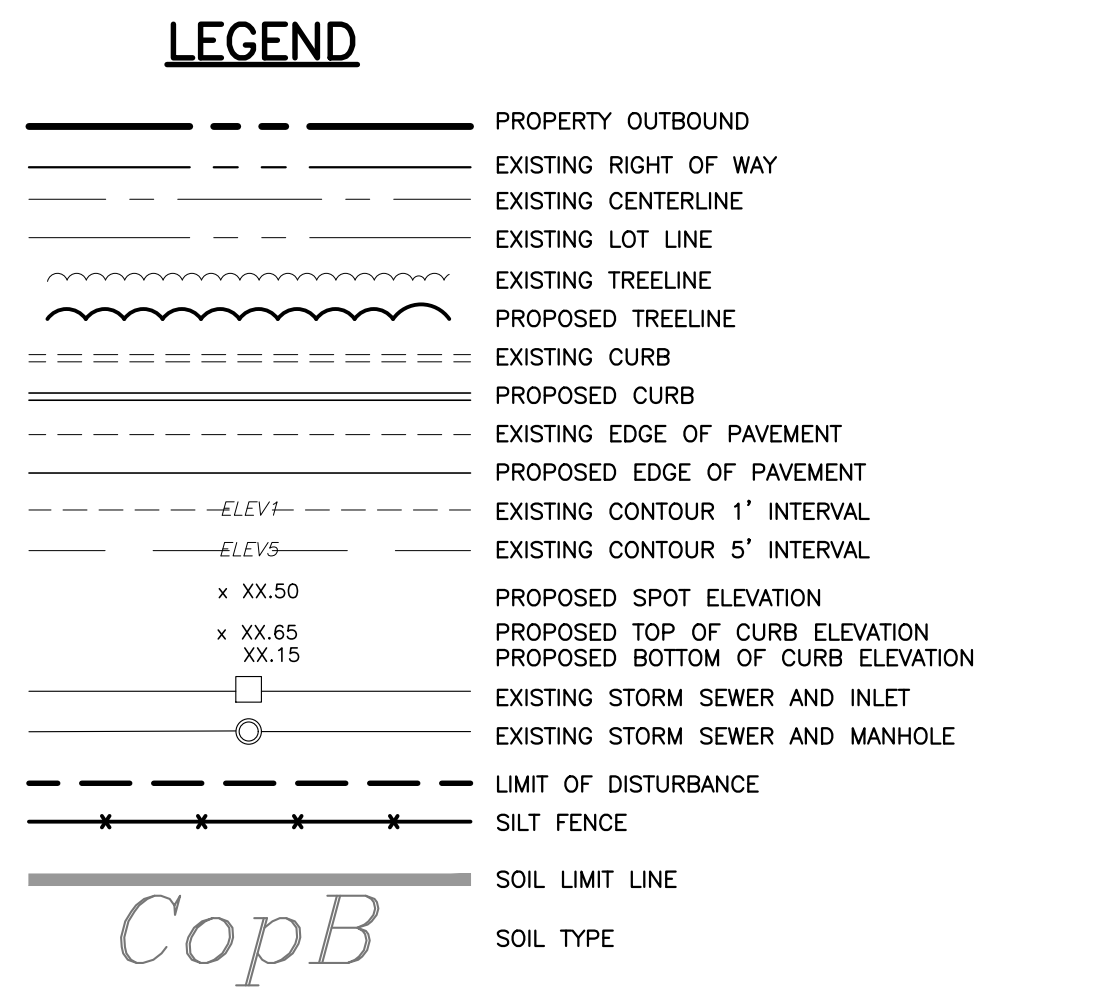 LEGEND
PROPERTY OUTBOUND
EXISTING RIGHT OF WAY
EXISTING CENTERLINE
EXISTING LOT LINE
EXISTING TREELINE
PROPOSED TREELINE
EXISTING CURB
PROPOSED CURB
EXISTING EDGE OF PAVEMENT
PROPOSED EDGE OF PAVEMENT
ELEV1 EXISTING CONTOUR 1' INTERVAL
ELEV5 EXISTING CONTOUR 5' INTERVAL
x XX.50 PROPOSED SPOT ELEVATION
x XX.65 PROPOSED TOP OF CURB ELEVATION
XX.15 PROPOSED BOTTOM OF CURB ELEVATION
EXISTING STORM SEWER AND INLET
EXISTING STORM SEWER AND MANHOLE
LIMIT OF DISTURBANCE
SILT FENCE
SOIL LIMIT LINE
CopB SOIL TYPE